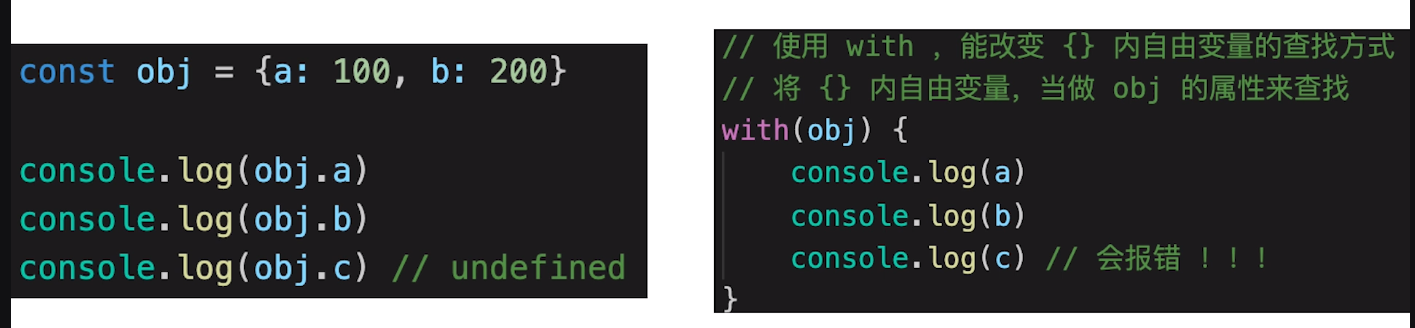 const obj = {a: 100, b: 200}
console.log(obj.a)
console.log(obj.b)
console.log(obj.c) // undefined
// 使用 with ，能改变 {} 内自由变量的查找方式
// 将 {} 内自由变量，当做 obj 的属性来查找
with(obj) {
    console.log(a)
    console.log(b)
    console.log(c) // 会报错 ！！！
}